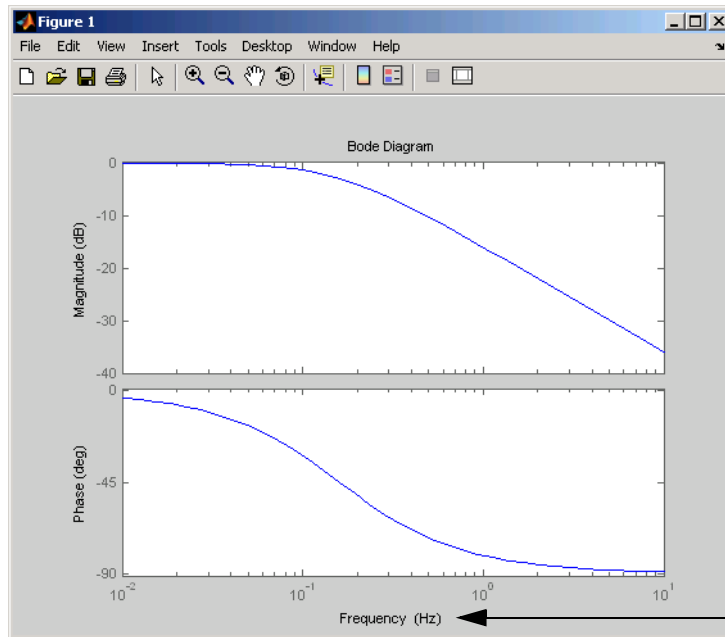 Figure 1
File Edit View Insert Tools Desktop Window Help
Bode Diagram
Magnitude (dB)
0
-10
-20
-30
-40
Phase (deg)
0
-45
-90
10^-2 10^-1 10^0 10^1
Frequency (Hz)